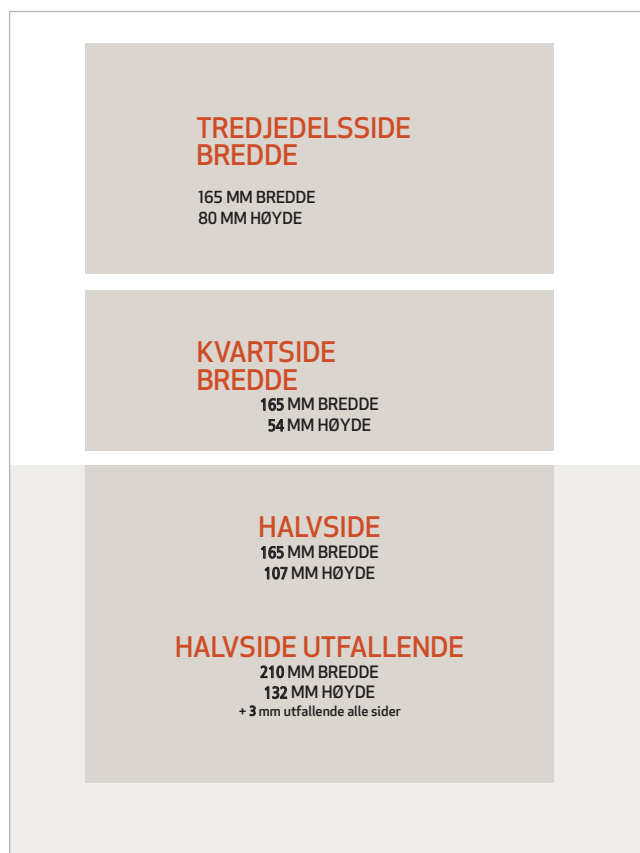 TREDJEDELSSIDE
BREDDE
165 MM BREDDE
80 MM HØYDE
KVARTSIDE
BREDDE
165 MM BREDDE
54 MM HØYDE
HALVSIDE
165 MM BREDDE
107 MM HØYDE
HALVSIDE UTFALLENDE
210 MM BREDDE
132 MM HØYDE
+ 3 mm utfallende alle sider